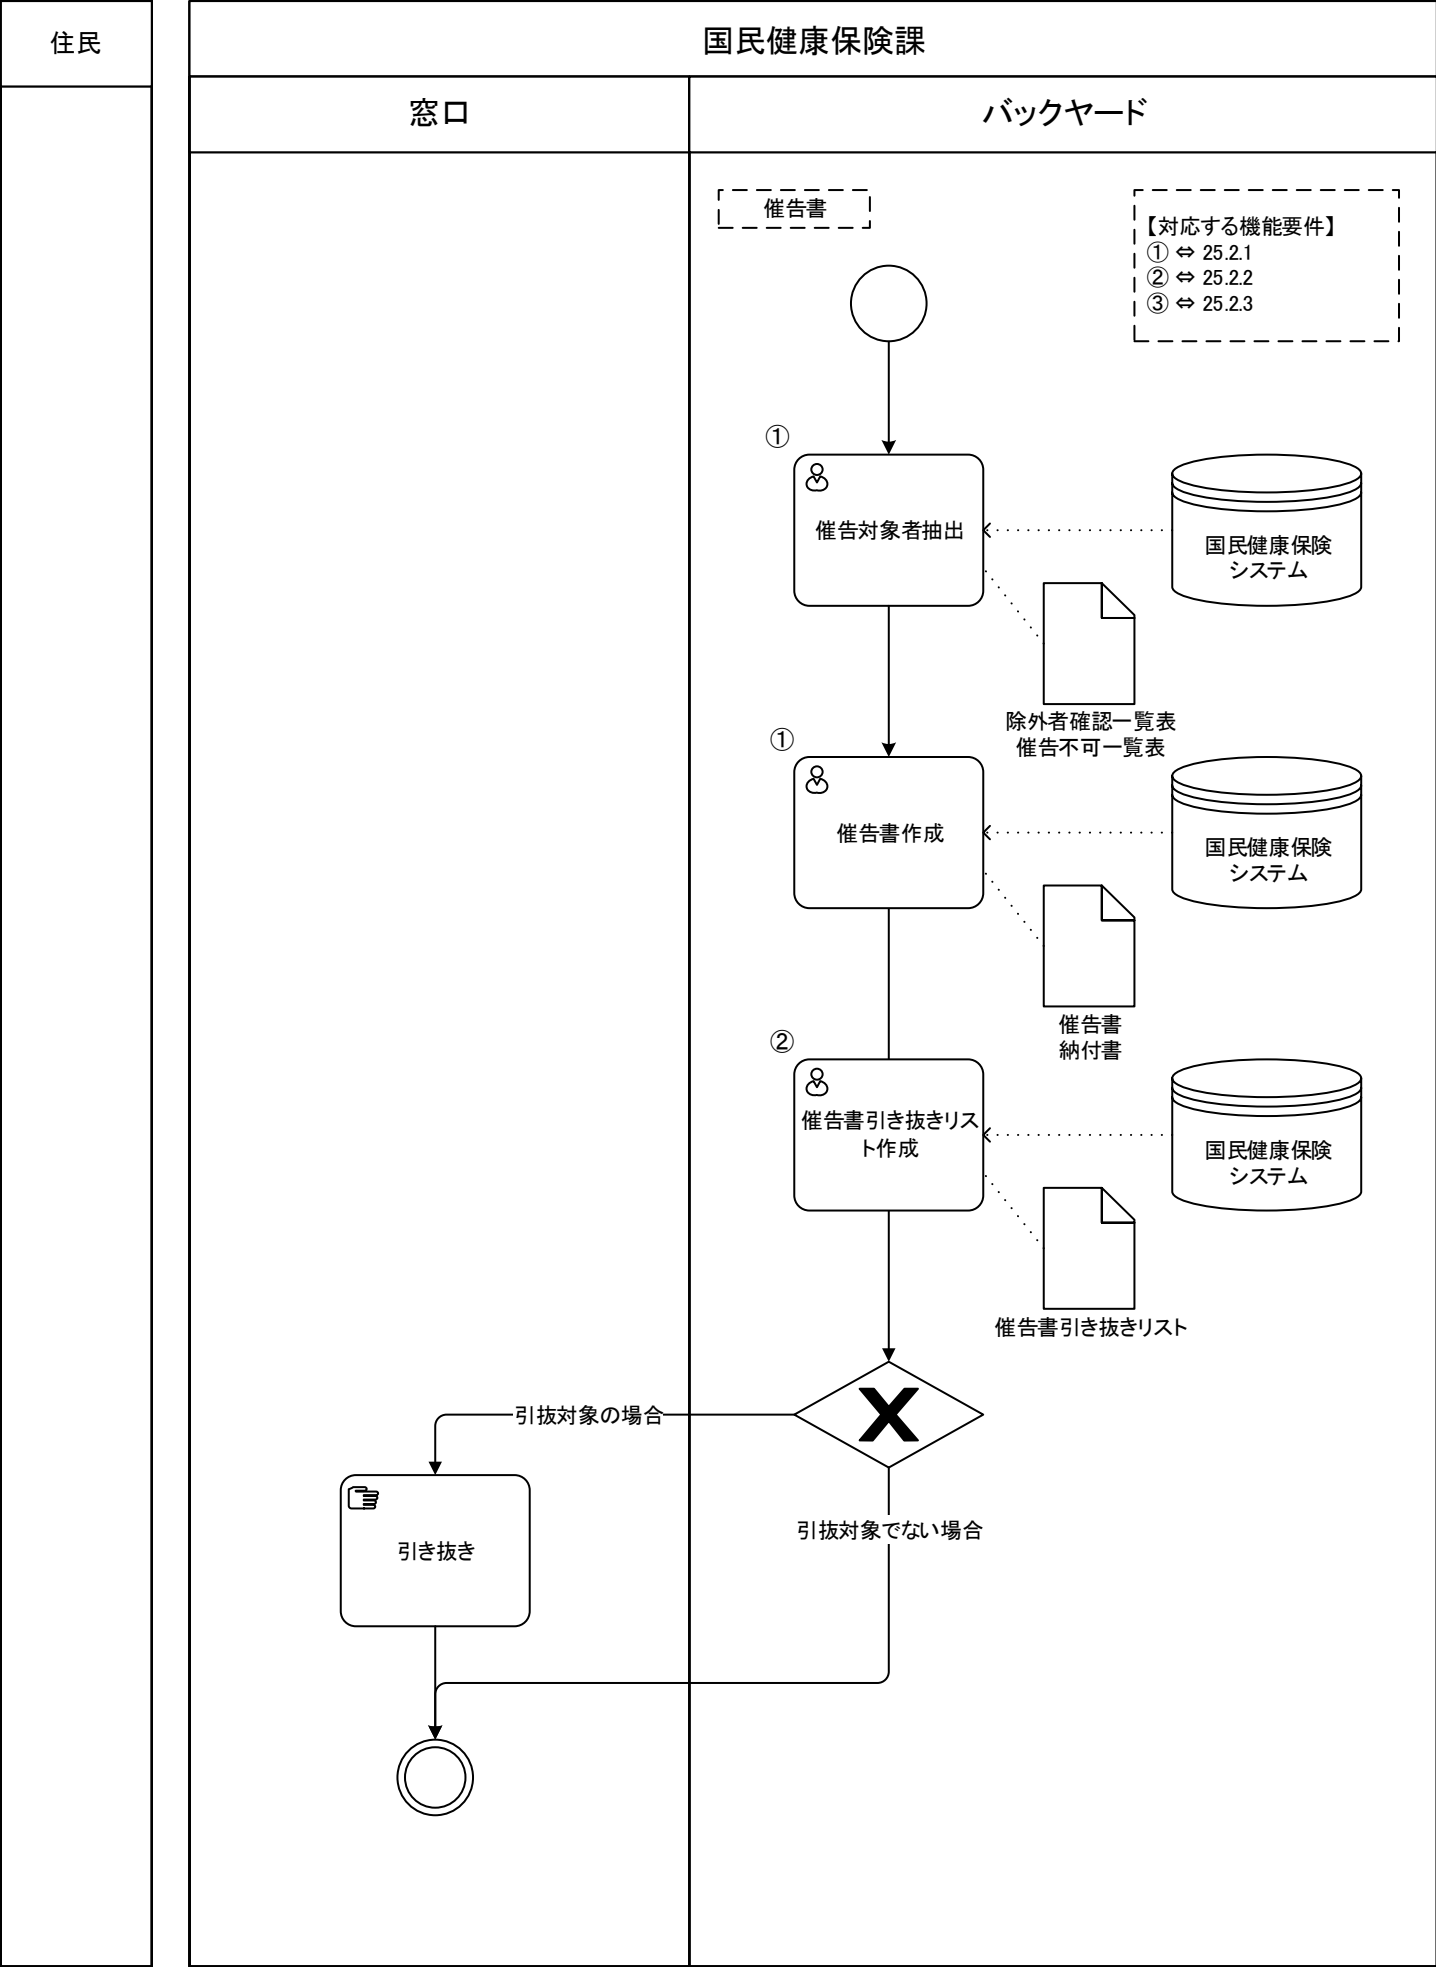 住民
国民健康保険課
窓口
バックヤード
催告書
【対応する機能要件】
① ⇔ 25.2.1
② ⇔ 25.2.2
③ ⇔ 25.2.3
①
催告対象者抽出
国民健康保険
システム
除外者確認一覧表
催告不可一覧表
①
催告書作成
国民健康保険
システム
催告書
納付書
②
催告書引き抜きリス
ト作成
国民健康保険
システム
催告書引き抜きリスト
引抜対象の場合
引抜対象でない場合
引き抜き